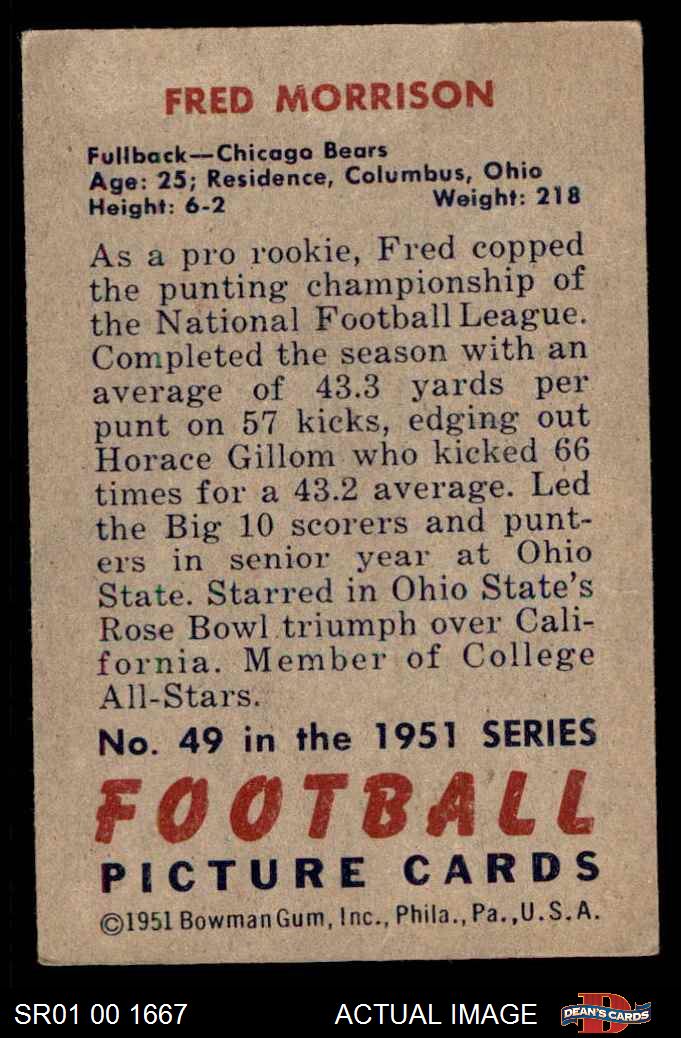 FRED MORRISON
Fullback—Chicago Bears
Age: 25; Residence, Columbus, Ohio
Height: 6-2 Weight: 218
As a pro rookie, Fred copped
the punting championship of
the National Football League.
Completed the season with an
average of 43.3 yards per
punt on 57 kicks, edging out
Horace Gillom who kicked 66
times for a 43.2 average. Led
the Big 10 scorers and punt-
ers in senior year at Ohio
State. Starred in Ohio State's
Rose Bowl triumph over Cali-
fornia. Member of College
All-Stars.
No. 49 in the 1951 SERIES
FOOTBALL
PICTURE CARDS
©1951 Bowman Gum, Inc., Phila., Pa., U.S.A.
SR01 00 1667 ACTUAL IMAGE DEAN'S CARDS